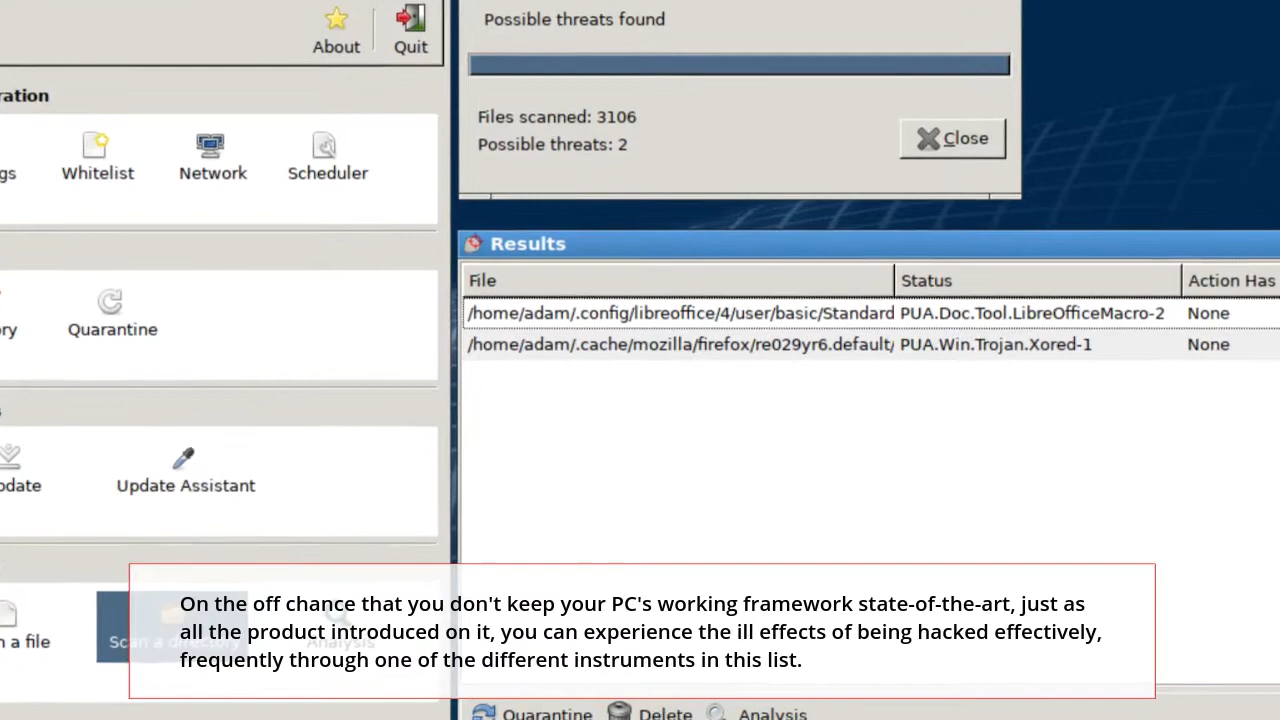 About
Quit
ration
gs
Whitelist
Network
Scheduler
ry
Quarantine
s
pdate
Update Assistant
n a file
Scan a directory
Analysis
Possible threats found
Files scanned: 3106
Possible threats: 2
Close
Results
File Status Action Has
/home/adam/.config/libreoffice/4/user/basic/Standard PUA.Doc.Tool.LibreOfficeMacro-2 None
/home/adam/.cache/mozilla/firefox/re029yr6.default/ PUA.Win.Trojan.Xored-1 None
On the off chance that you don't keep your PC's working framework state-of-the-art, just as
all the product introduced on it, you can experience the ill effects of being hacked effectively,
frequently through one of the different instruments in this list.
Quarantine Delete Analysis